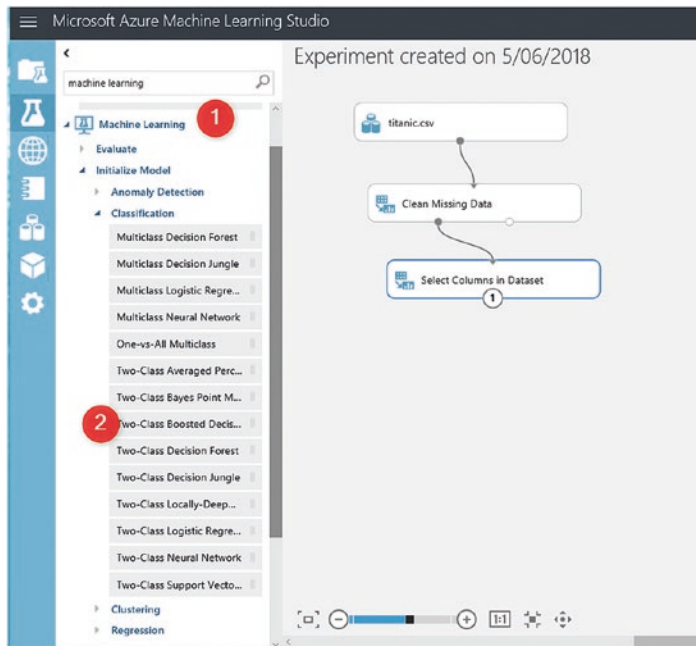 Microsoft Azure Machine Learning Studio
machine learning
Machine Learning
1
Evaluate
Initialize Model
Anomaly Detection
Classification
Multiclass Decision Forest
Multiclass Decision Jungle
Multiclass Logistic Regre...
Multiclass Neural Network
One-vs-All Multiclass
Two-Class Averaged Perc...
Two-Class Bayes Point M...
2
Two-Class Boosted Decis...
Two-Class Decision Forest
Two-Class Decision Jungle
Two-Class Locally-Deep...
Two-Class Logistic Regre...
Two-Class Neural Network
Two-Class Support Vecto...
Clustering
Regression
Experiment created on 5/06/2018
titanic.csv
Clean Missing Data
Select Columns in Dataset
1
1:1